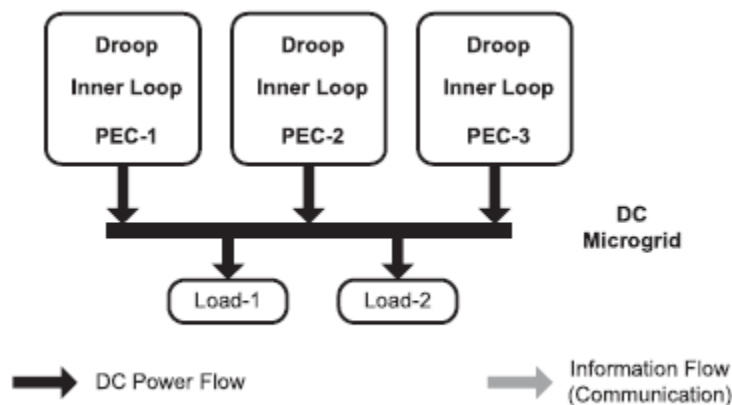 Droop
Inner Loop
PEC-1
Droop
Inner Loop
PEC-2
Droop
Inner Loop
PEC-3
DC
Microgrid
Load-1
Load-2
DC Power Flow
Information Flow
(Communication)